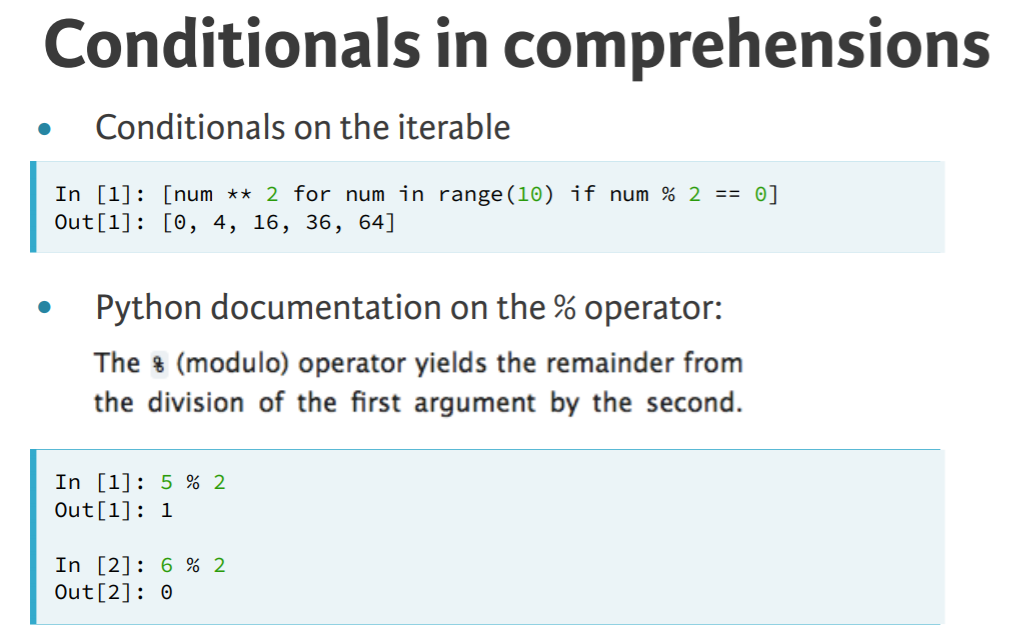 Conditionals in comprehensions
• Conditionals on the iterable
In [1]: [num ** 2 for num in range(10) if num % 2 == 0]
Out[1]: [0, 4, 16, 36, 64]
• Python documentation on the % operator:
The % (modulo) operator yields the remainder from
the division of the first argument by the second.
In [1]: 5 % 2
Out[1]: 1
In [2]: 6 % 2
Out[2]: 0